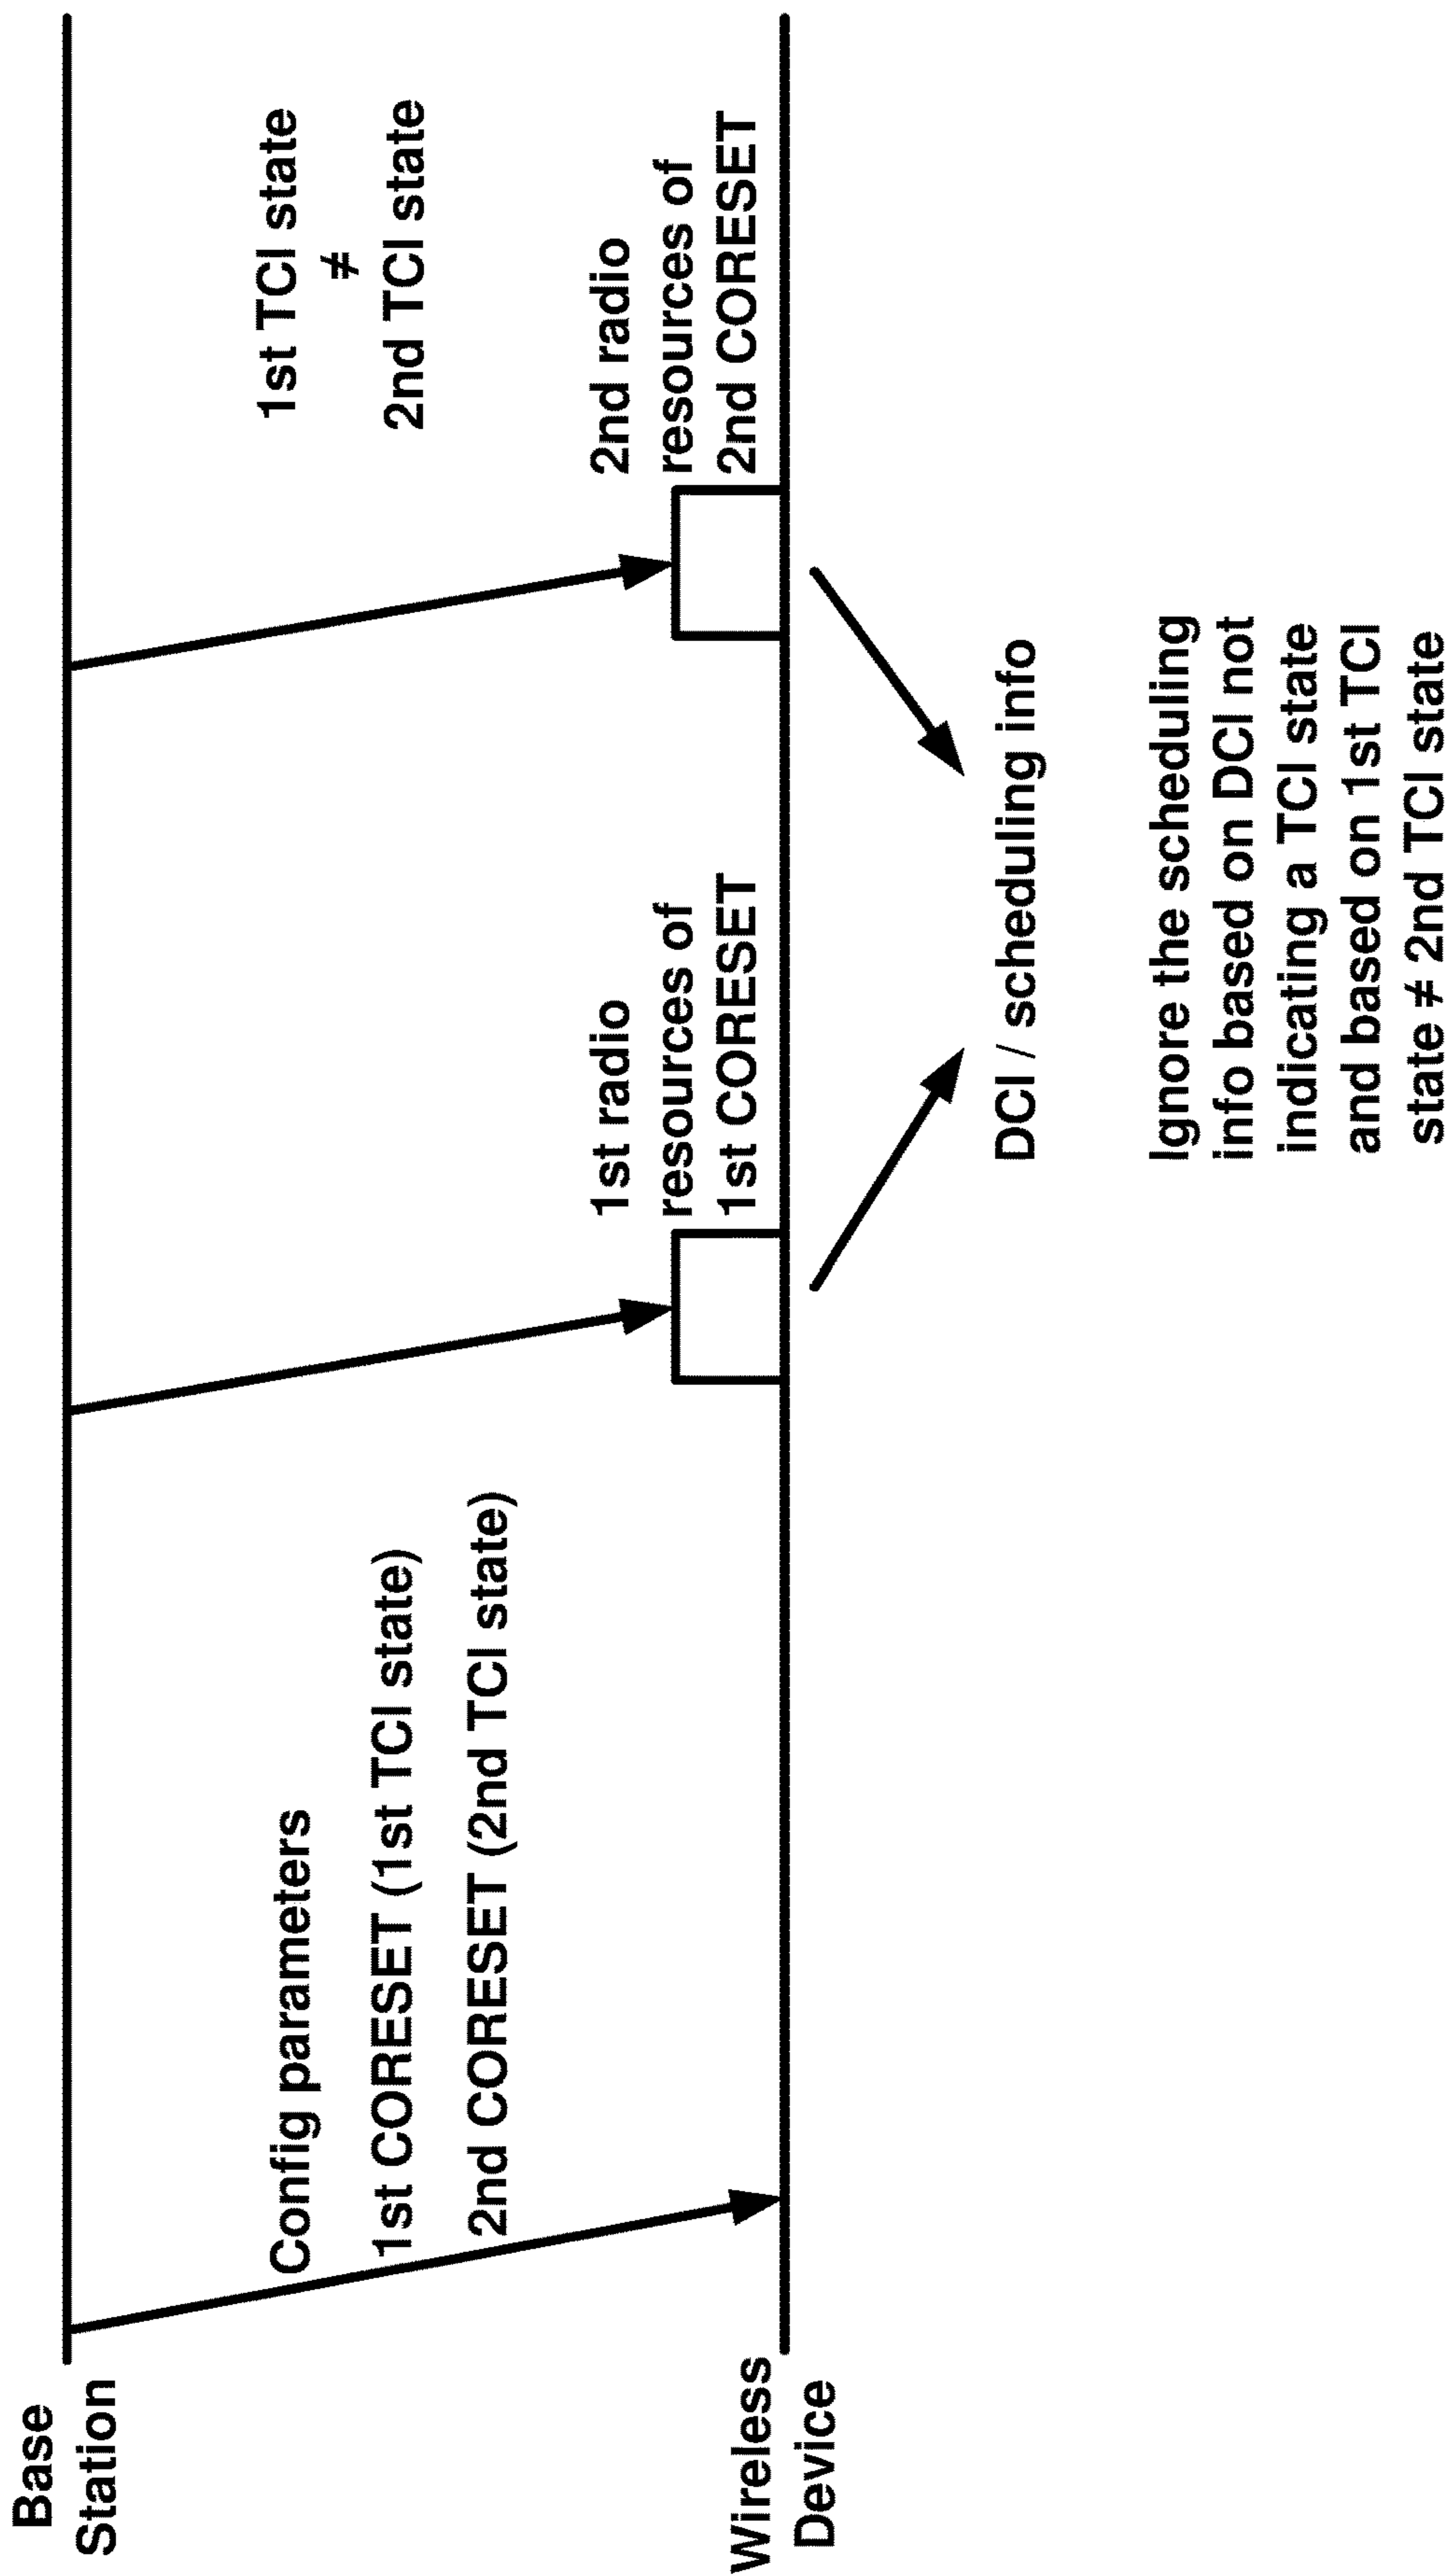 Base
Station
Config parameters
1st CORESET (1st TCI state)
2nd CORESET (2nd TCI state)
1st TCI state
≠
2nd TCI state
1st radio
resources of
1st CORESET
2nd radio
resources of
2nd CORESET
Wireless
Device
DCI / scheduling info
Ignore the scheduling
info based on DCI not
indicating a TCI state
and based on 1st TCI
state ≠ 2nd TCI state